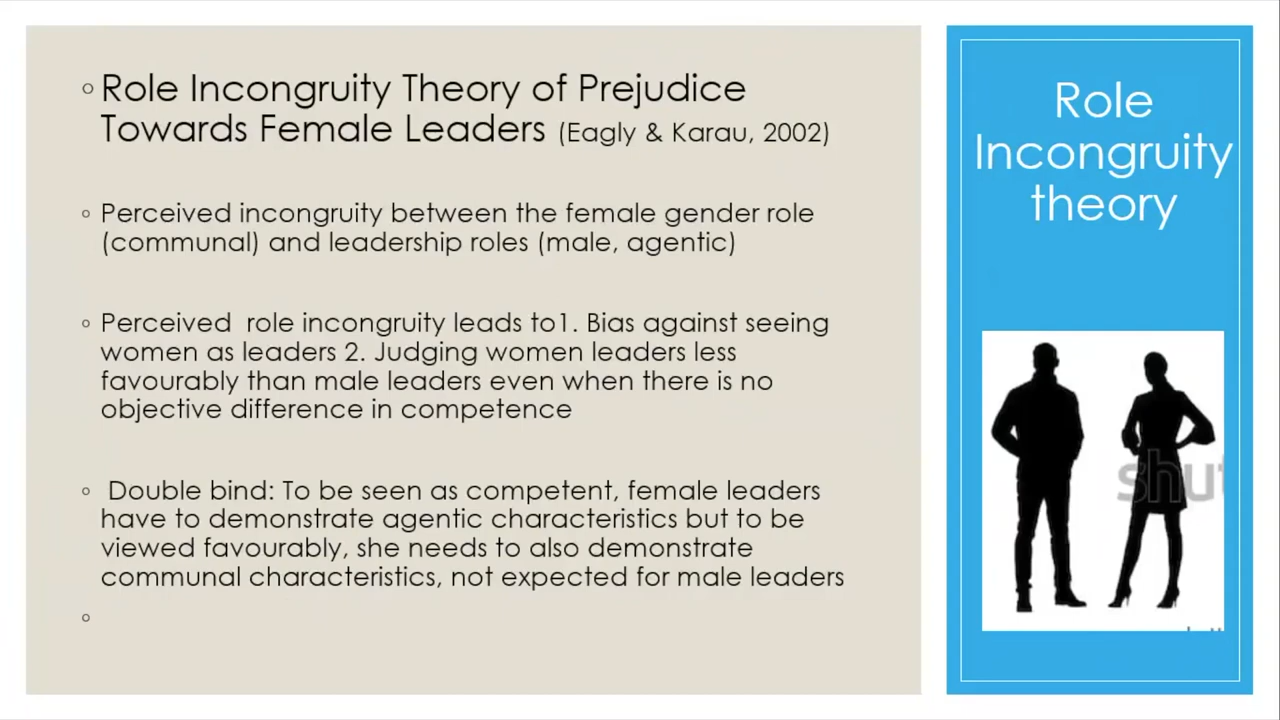 Role Incongruity Theory of Prejudice
Towards Female Leaders (Eagly & Karau, 2002)
Perceived incongruity between the female gender role
(communal) and leadership roles (male, agentic)
Perceived  role incongruity leads to1. Bias against seeing
women as leaders 2. Judging women leaders less
favourably than male leaders even when there is no
objective difference in competence
Double bind: To be seen as competent, female leaders
have to demonstrate agentic characteristics but to be
viewed favourably, she needs to also demonstrate
communal characteristics, not expected for male leaders
Role
Incongruity
theory
shut